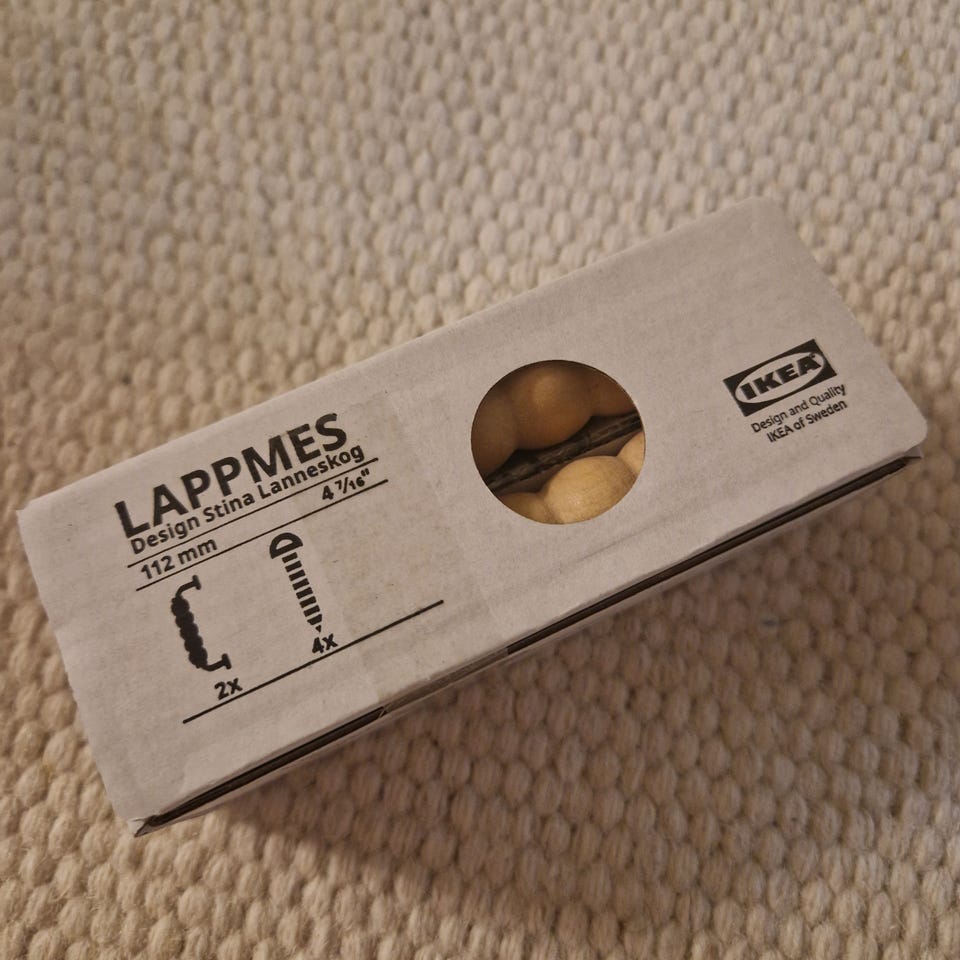 LAPPMES
Design Stina Lanneskog
112 mm 4 7/16"
2x 4x
IKEA
Design and Quality
IKEA of Sweden